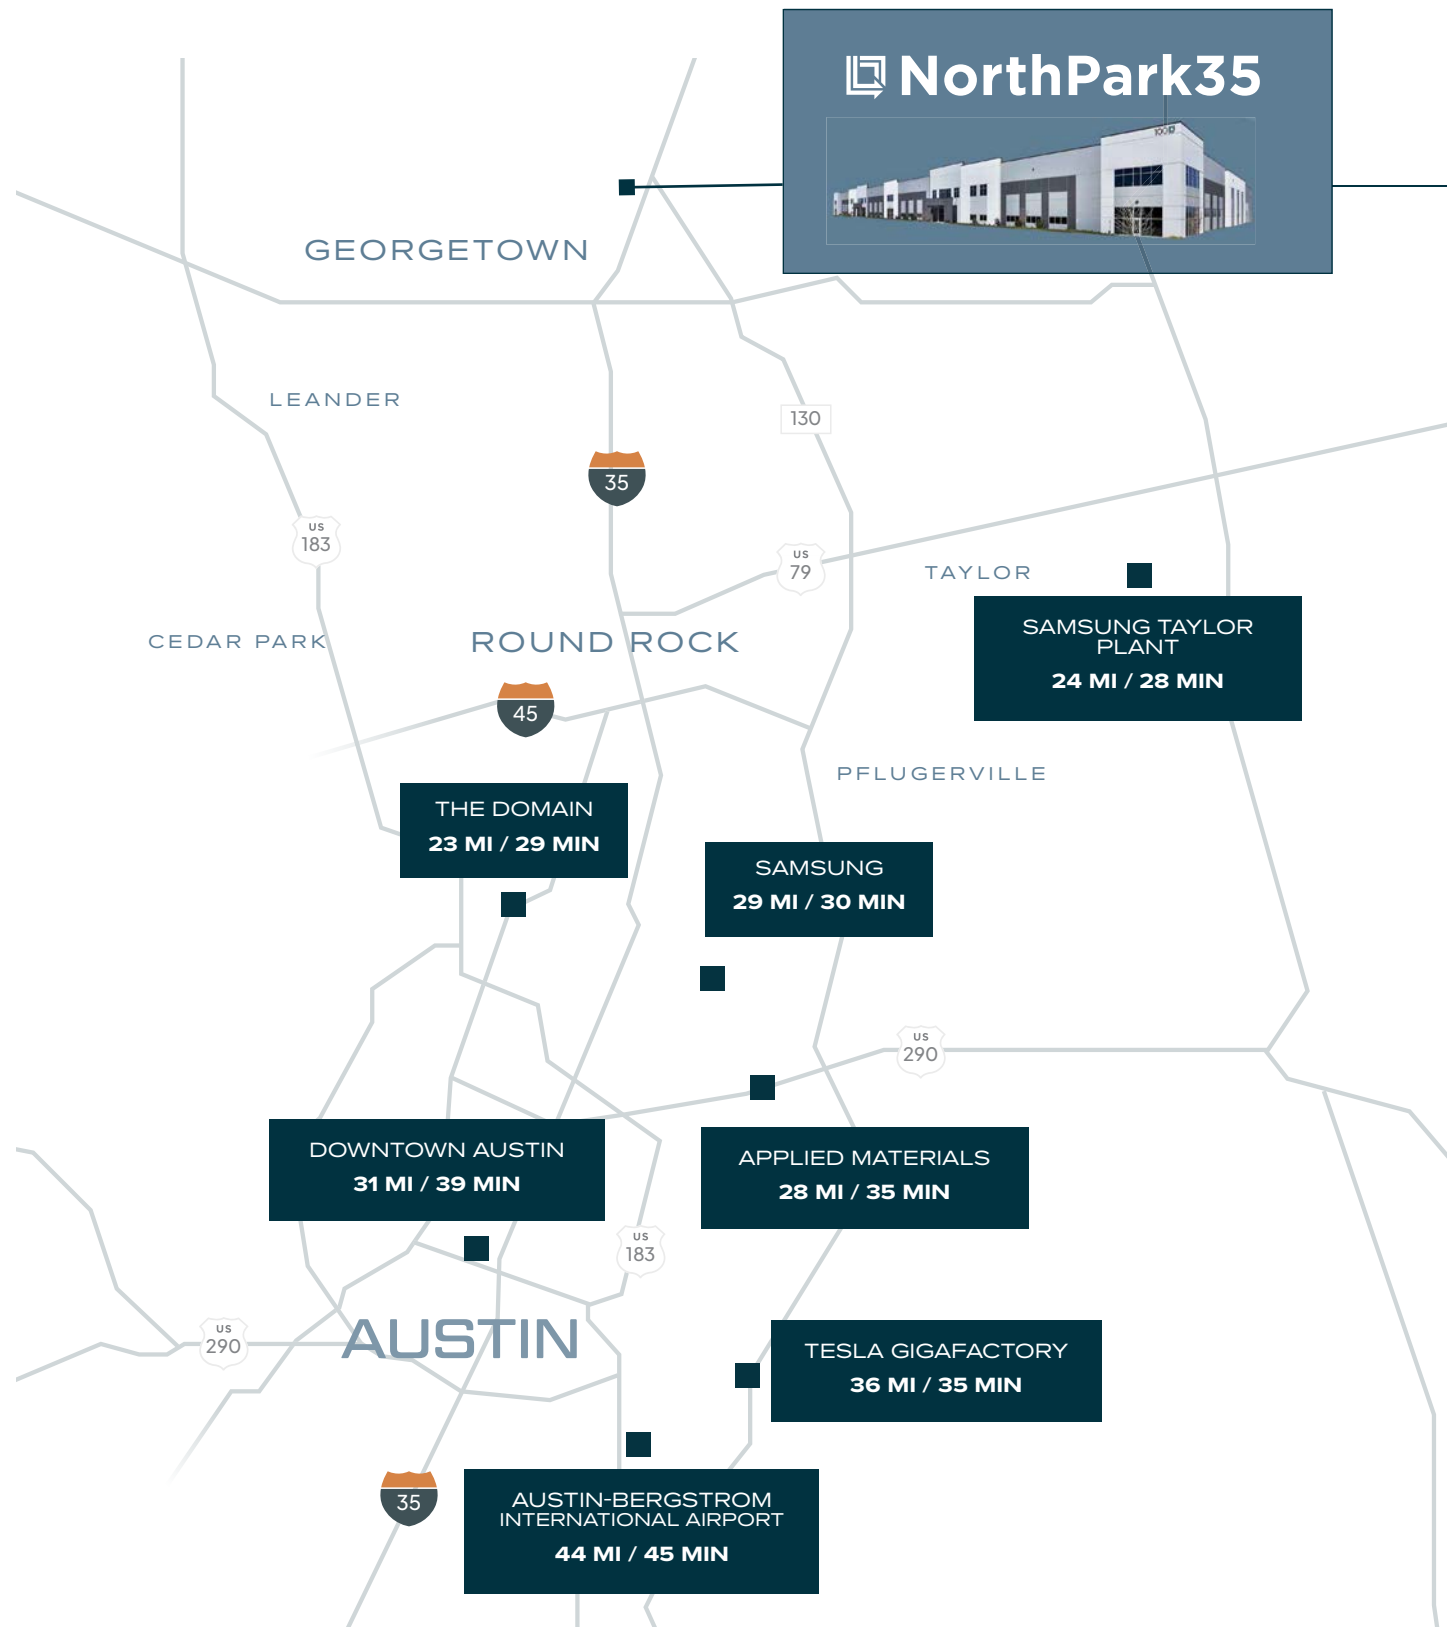 NorthPark35
100
GEORGETOWN
LEANDER
130
35
US
183
US
79
TAYLOR
CEDAR PARK
ROUND ROCK
SAMSUNG TAYLOR
PLANT
24 MI / 28 MIN
45
PFLUGERVILLE
THE DOMAIN
23 MI / 29 MIN
SAMSUNG
29 MI / 30 MIN
US
290
DOWNTOWN AUSTIN
31 MI / 39 MIN
APPLIED MATERIALS
28 MI / 35 MIN
US
183
US
290
AUSTIN
TESLA GIGAFACTORY
36 MI / 35 MIN
35
AUSTIN-BERGSTROM
INTERNATIONAL AIRPORT
44 MI / 45 MIN